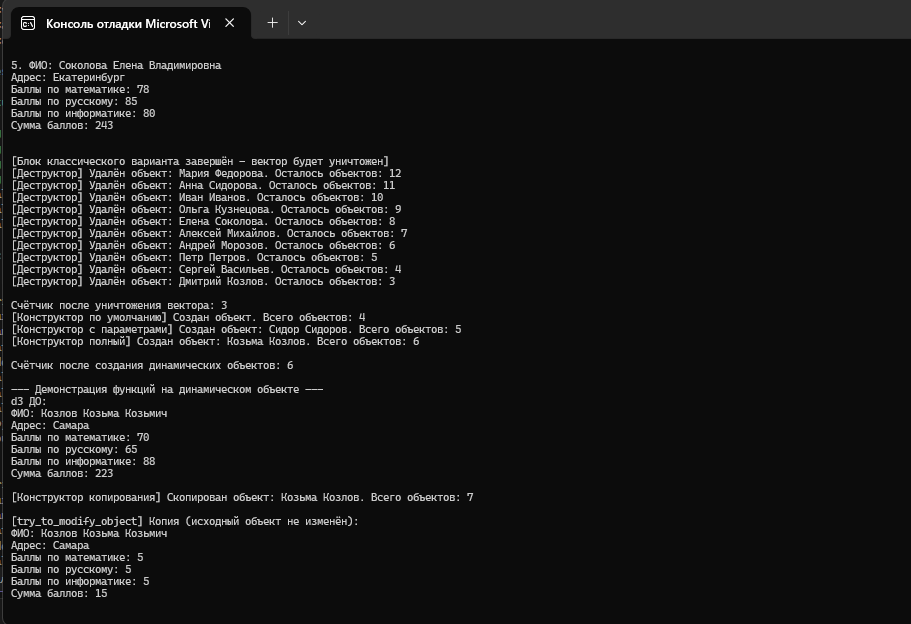 Консоль отладки Microsoft Vi
5. ФИО: Соколова Елена Владимировна
Адрес: Екатеринбург
Баллы по математике: 78
Баллы по русскому: 85
Баллы по информатике: 80
Сумма баллов: 243
[Блок классического варианта завершён – вектор будет уничтожен]
[Деструктор] Удалён объект: Мария Федорова. Осталось объектов: 12
[Деструктор] Удалён объект: Анна Сидорова. Осталось объектов: 11
[Деструктор] Удалён объект: Иван Иванов. Осталось объектов: 10
[Деструктор] Удалён объект: Ольга Кузнецова. Осталось объектов: 9
[Деструктор] Удалён объект: Елена Соколова. Осталось объектов: 8
[Деструктор] Удалён объект: Алексей Михайлов. Осталось объектов: 7
[Деструктор] Удалён объект: Андрей Морозов. Осталось объектов: 6
[Деструктор] Удалён объект: Петр Петров. Осталось объектов: 5
[Деструктор] Удалён объект: Сергей Васильев. Осталось объектов: 4
[Деструктор] Удалён объект: Дмитрий Козлов. Осталось объектов: 3
Счётчик после уничтожения вектора: 3
[Конструктор по умолчанию] Создан объект. Всего объектов: 4
[Конструктор с параметрами] Создан объект: Сидор Сидоров. Всего объектов: 5
[Конструктор полный] Создан объект: Козьма Козлов. Всего объектов: 6
Счётчик после создания динамических объектов: 6
--- Демонстрация функций на динамическом объекте ---
d3 ДО:
ФИО: Козлов Козьма Козьмич
Адрес: Самара
Баллы по математике: 70
Баллы по русскому: 65
Баллы по информатике: 88
Сумма баллов: 223
[Конструктор копирования] Скопирован объект: Козьма Козлов. Всего объектов: 7
[try_to_modify_object] Копия (исходный объект не изменён):
ФИО: Козлов Козьма Козьмич
Адрес: Самара
Баллы по математике: 5
Баллы по русскому: 5
Баллы по информатике: 5
Сумма баллов: 15